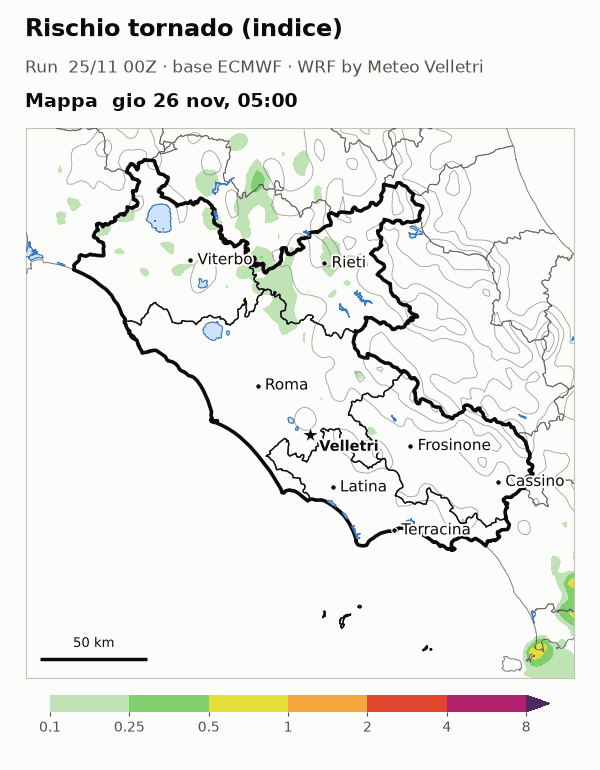 Rischio tornado (indice)
Run  25/11 00Z · base ECMWF · WRF by Meteo Velletri
Mappa  gio 26 nov, 05:00
Viterbo
Rieti
Roma
Velletri
Frosinone
Cassino
Latina
Terracina
50 km
0.1 0.25 0.5 1 2 4 8